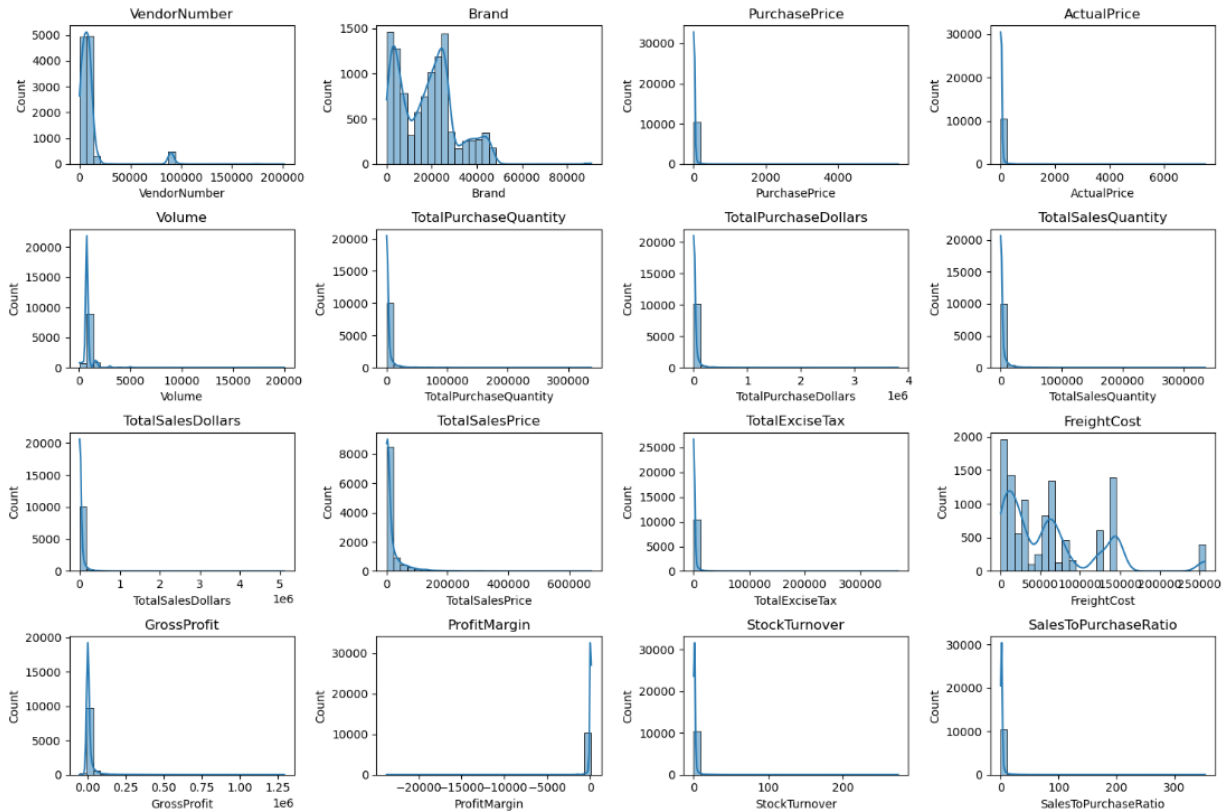 VendorNumber
Brand
PurchasePrice
ActualPrice
Count
5000
4000
3000
2000
1000
0
0 50000 100000 150000 200000
VendorNumber
Count
1500
1000
500
0
0 20000 40000 60000 80000
Brand
Count
30000
20000
10000
0
0 2000 4000
PurchasePrice
Count
30000
20000
10000
0
0 2000 4000 6000
ActualPrice
Volume
TotalPurchaseQuantity
TotalPurchaseDollars
TotalSalesQuantity
Count
20000
15000
10000
5000
0
0 5000 10000 15000 20000
Volume
Count
20000
15000
10000
5000
0
0 100000 200000 300000
TotalPurchaseQuantity
Count
20000
15000
10000
5000
0
0 1 2 3 4
1e6
TotalPurchaseDollars
Count
20000
15000
10000
5000
0
0 100000 200000 300000
TotalSalesQuantity
TotalSalesDollars
TotalSalesPrice
TotalExciseTax
FreightCost
Count
20000
15000
10000
5000
0
0 1 2 3 4 5
1e6
TotalSalesDollars
Count
8000
6000
4000
2000
0
0 200000 400000 600000
TotalSalesPrice
Count
25000
20000
15000
10000
5000
0
0 100000 200000 300000
TotalExciseTax
Count
2000
1500
1000
500
0
0 50000 100000 150000 200000 250000
FreightCost
GrossProfit
ProfitMargin
StockTurnover
SalesToPurchaseRatio
Count
20000
15000
10000
5000
0
0.00 0.25 0.50 0.75 1.00 1.25
1e6
GrossProfit
Count
30000
20000
10000
0
−20000 −15000 −10000 −5000 0
ProfitMargin
Count
30000
20000
10000
0
0 100 200
StockTurnover
Count
30000
20000
10000
0
0 100 200 300
SalesToPurchaseRatio